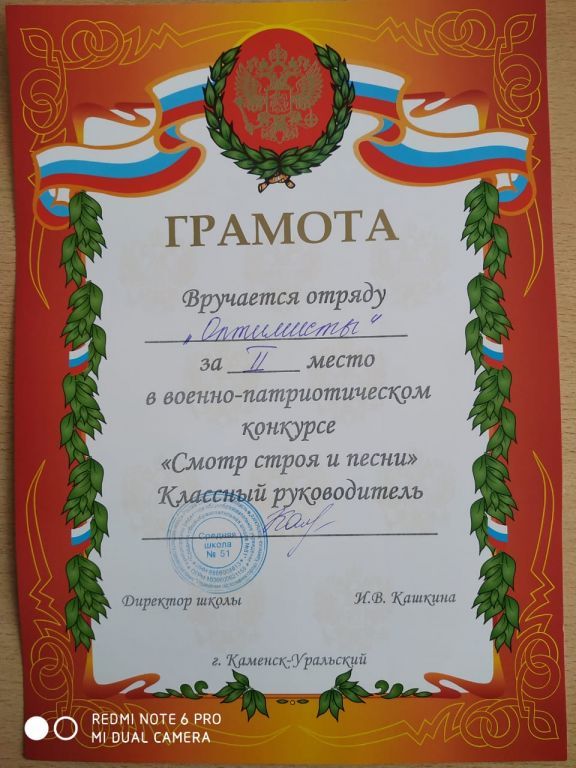 ГРАМОТА
Вручается отряду
„Оптимисты"
за II место
в военно-патриотическом
конкурсе
«Смотр строя и песни»
Классный руководитель
Средняя
школа
№ 51
Директор школы И.В. Кашкина
г. Каменск-Уральский
REDMI NOTE 6 PRO
MI DUAL CAMERA